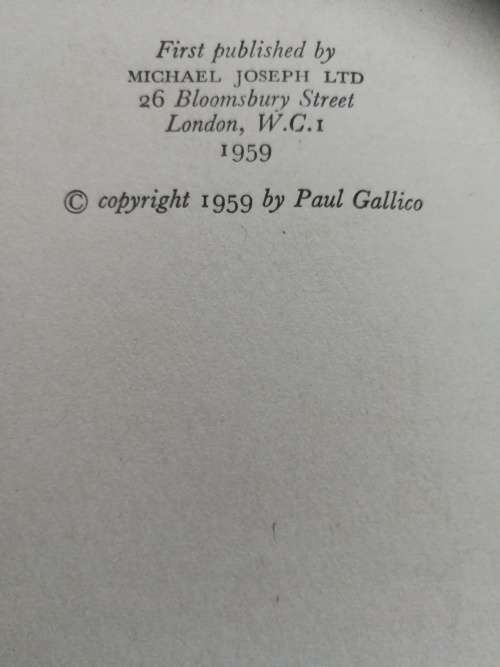 First published by
MICHAEL JOSEPH LTD
26 Bloomsbury Street
London, W.C.1
1959
© copyright 1959 by Paul Gallico